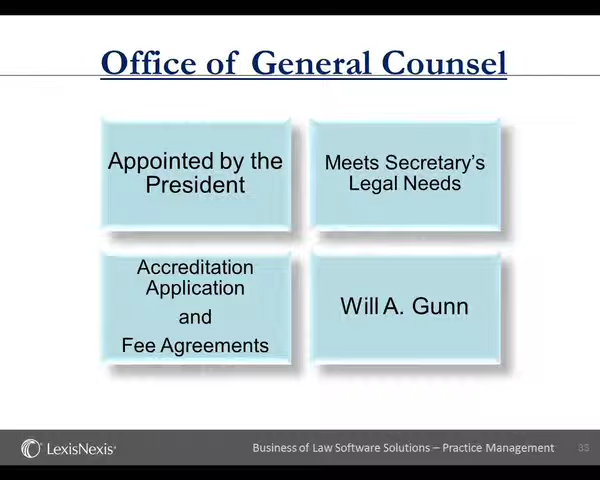 Office of General Counsel
Appointed by the
President
Meets Secretary's
Legal Needs
Accreditation
Application
and
Fee Agreements
Will A. Gunn
LexisNexis®
Business of Law Software Solutions – Practice Management
33